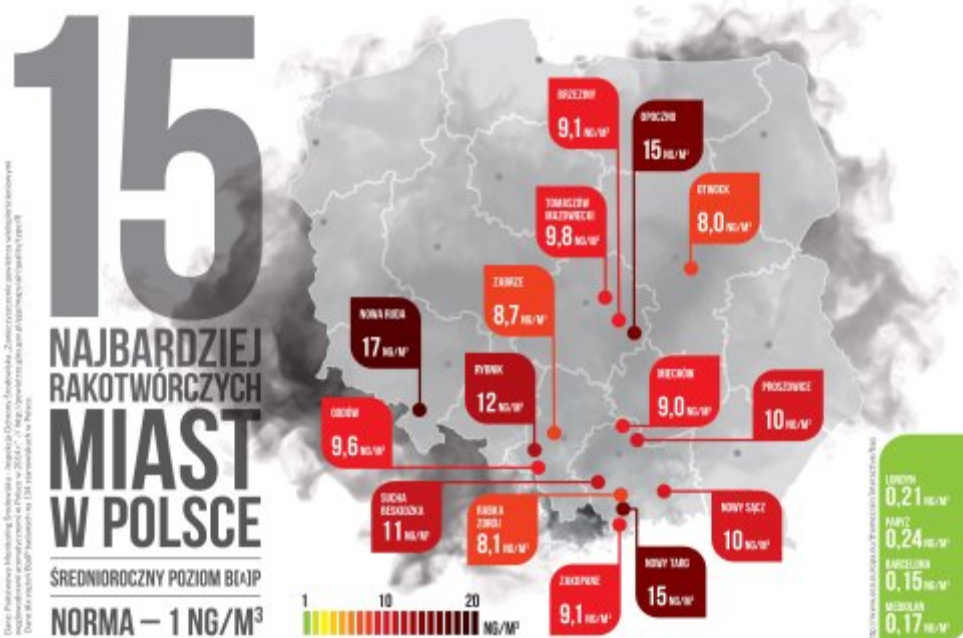 15
NAJBARDZIEJ
RAKOTWÓRCZYCH
MIAST
W POLSCE
ŚREDNIOROCZNY POZIOM B(A)P
NORMA – 1 NG/M³
BRZEZINY
9,1 NG/M³
OPOCZNO
15 NG/M³
TOMASZÓW
MAZOWIECKI
9,8 NG/M³
OTWOCK
8,0 NG/M³
ZABRZE
8,7 NG/M³
NOWA RUDA
17 NG/M³
RYBNIK
12 NG/M³
MIECHÓW
9,0 NG/M³
PROSZOWICE
10 NG/M³
GODÓW
9,6 NG/M³
SUCHA
BESKIDZKA
11 NG/M³
RABKA
ZDRÓJ
8,1 NG/M³
NOWY SĄCZ
10 NG/M³
ZAKOPANE
9,1 NG/M³
NOWY TARG
15 NG/M³
1 10 20
NG/M³
LONDYN
0,21 NG/M³
PARYŻ
0,24 NG/M³
BARCELONA
0,15 NG/M³
MEDIOLAN
0,17 NG/M³